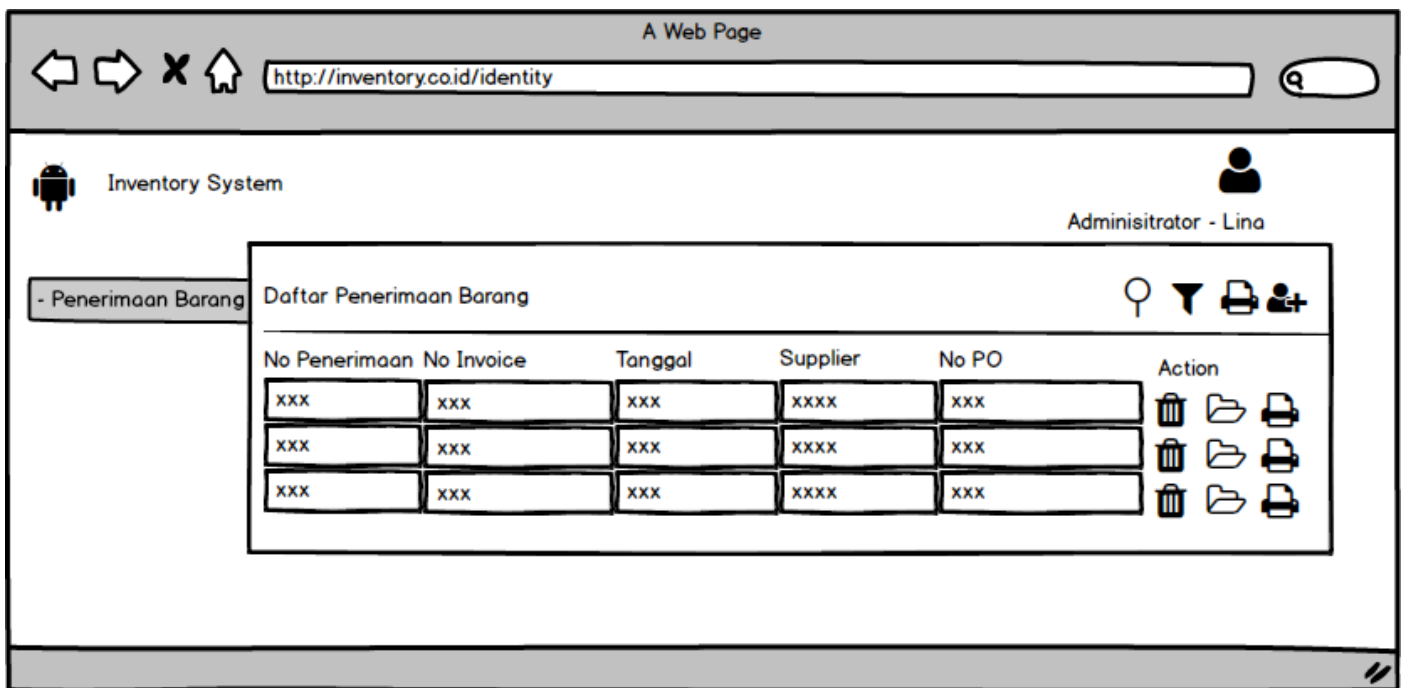 A Web Page
http://inventory.co.id/identity
Inventory System
Adminisitrator - Lina
- Penerimaan Barang
Daftar Penerimaan Barang
No Penerimaan No Invoice Tanggal Supplier No PO Action
xxx xxx xxx xxxx xxx
xxx xxx xxx xxxx xxx
xxx xxx xxx xxxx xxx